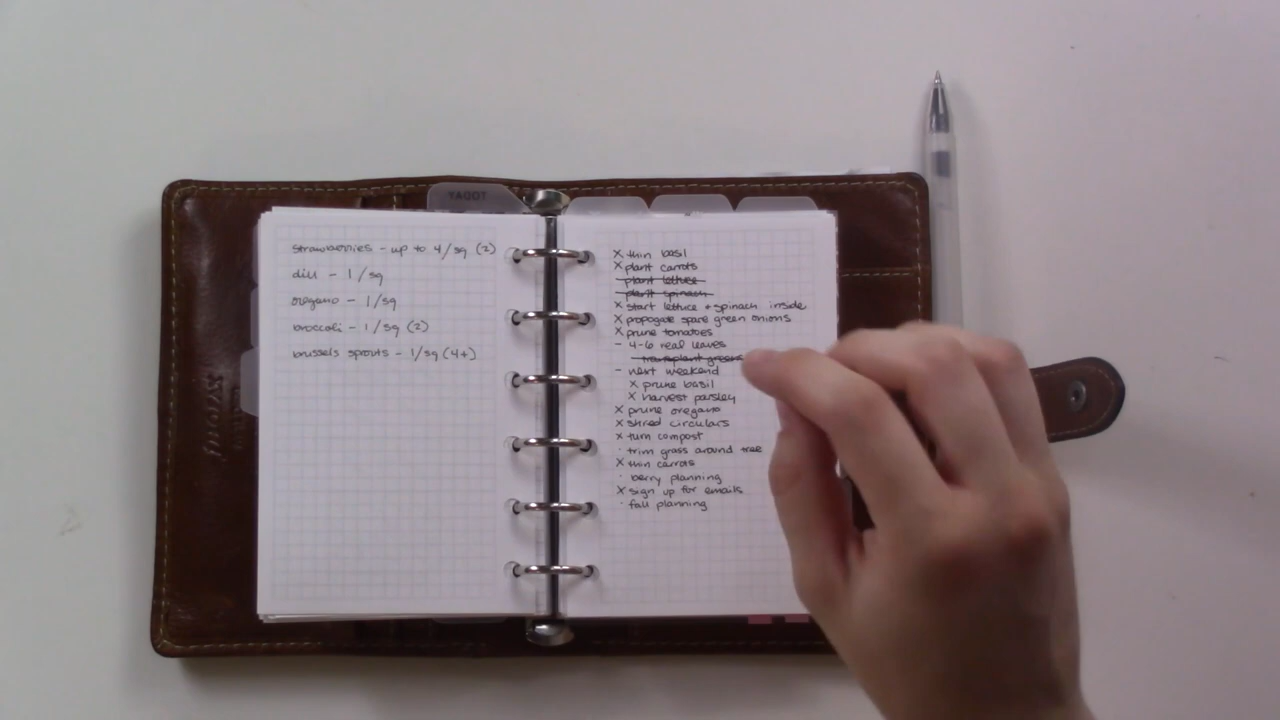 TODAY
strawberries - up to 4/sq (2)
dill - 1/sq
oregano - 1/sq
broccoli - 1/sq (2)
brussels sprouts - 1/sq (4+)
x thin basil
x plant carrots
plant lettuce
plant spinach
x start lettuce + spinach inside
x propogate spare green onions
x prune tomatoes
- 4-6 real leaves
transplant greens
- next weekend
x prune basil
x harvest parsley
x prune oregano
x shred circulars
x turn compost
· trim grass around tree
x thin carrots
· berry planning
x sign up for emails
· fall planning